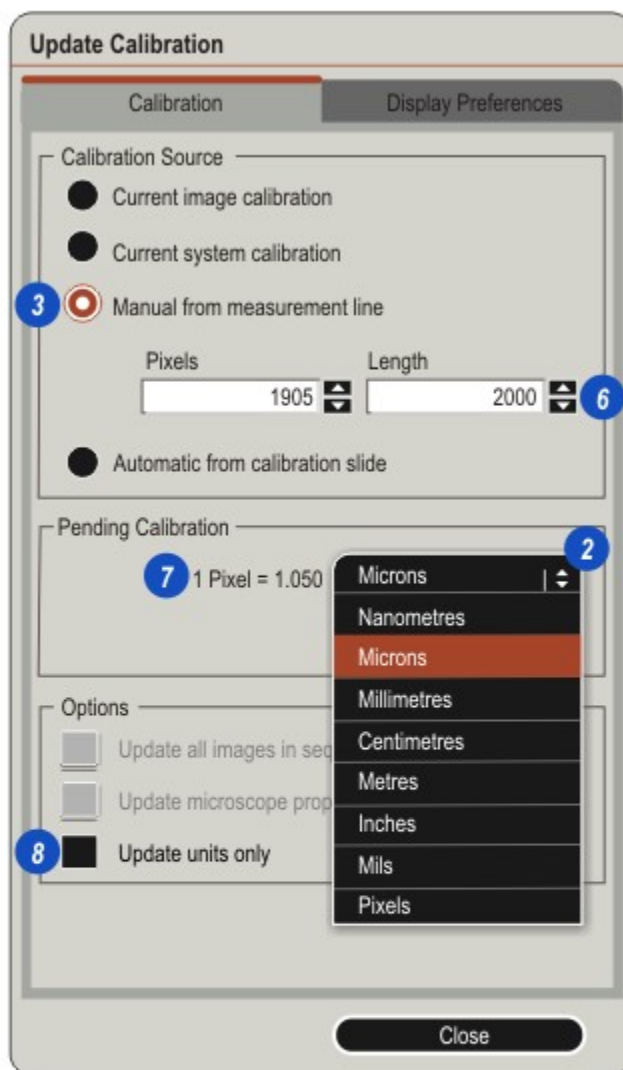 Update Calibration
Calibration
Display Preferences
Calibration Source
Current image calibration
Current system calibration
3 Manual from measurement line
Pixels Length
1905 2000 6
Automatic from calibration slide
Pending Calibration
2
7 1 Pixel = 1.050 Microns
Nanometres
Microns
Millimetres
Options
Centimetres
Update all images in seq
Metres
Update microscope prop
Inches
8 Update units only
Mils
Pixels
Close